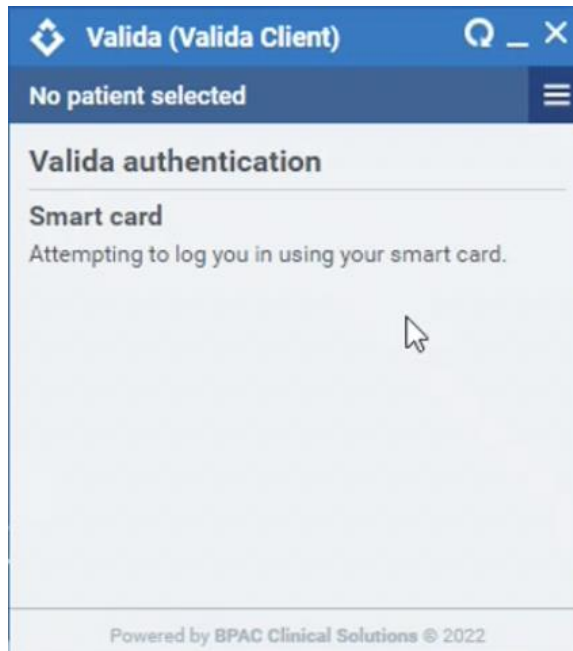 Valida (Valida Client)
No patient selected
Valida authentication
Smart card
Attempting to log you in using your smart card.
Powered by BPAC Clinical Solutions © 2022